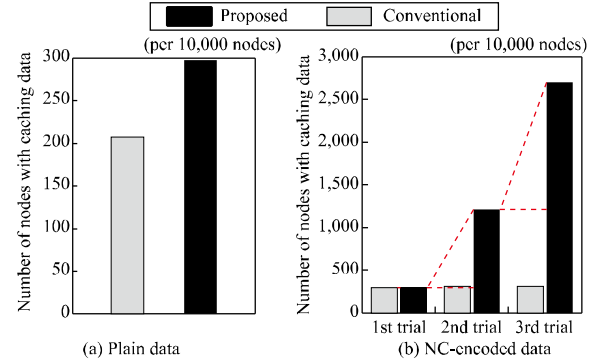 Proposed
Conventional
(per 10,000 nodes)
Number of nodes with caching data
300
250
200
150
100
50
0
(a) Plain data
(per 10,000 nodes)
Number of nodes with caching data
3,000
2,500
2,000
1,500
1,000
500
0
1st trial
2nd trial
3rd trial
(b) NC-encoded data